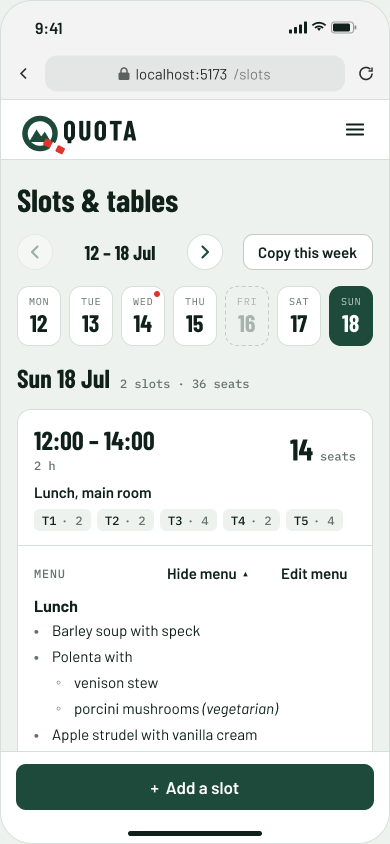 9:41
localhost:5173 /slots
QUOTA
Slots & tables
12 – 18 Jul
Copy this week
MON TUE WED THU FRI SAT SUN
12 13 14 15 16 17 18
Sun 18 Jul 2 slots · 36 seats
12:00 – 14:00
14 seats
2 h
Lunch, main room
T1 · 2 T2 · 2 T3 · 4 T4 · 2 T5 · 4
MENU Hide menu ▴ Edit menu
Lunch
• Barley soup with speck
• Polenta with
◦ venison stew
◦ porcini mushrooms (vegetarian)
• Apple strudel with vanilla cream
+ Add a slot